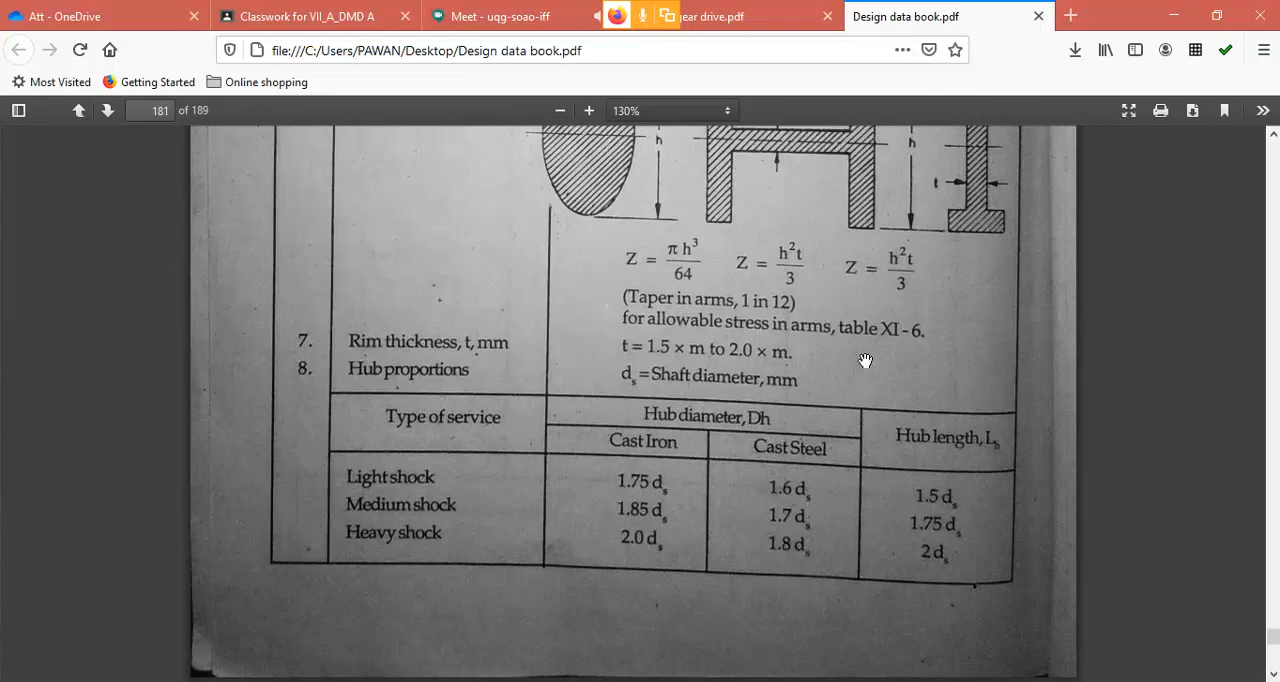 Att - OneDrive
Classwork for VII_A_DMD A
Meet - uqg-soao-iff
gear drive.pdf
Design data book.pdf
file:///C:/Users/PAWAN/Desktop/Design data book.pdf
Most Visited
Getting Started
Online shopping
181 of 189
130%
h
h
t
Z = π h³/64
Z = h²t/3
Z = h²t/3
(Taper in arms, 1 in 12)
for allowable stress in arms, table XI - 6.
7. Rim thickness, t, mm
t = 1.5 × m to 2.0 × m.
8. Hub proportions
dₛ = Shaft diameter, mm
Type of service
Hub diameter, Dh
Hub length, Lₕ
Cast Iron
Cast Steel
Light shock 1.75 dₛ 1.6 dₛ 1.5 dₛ
Medium shock 1.85 dₛ 1.7 dₛ 1.75 dₛ
Heavy shock 2.0 dₛ 1.8 dₛ 2 dₛ